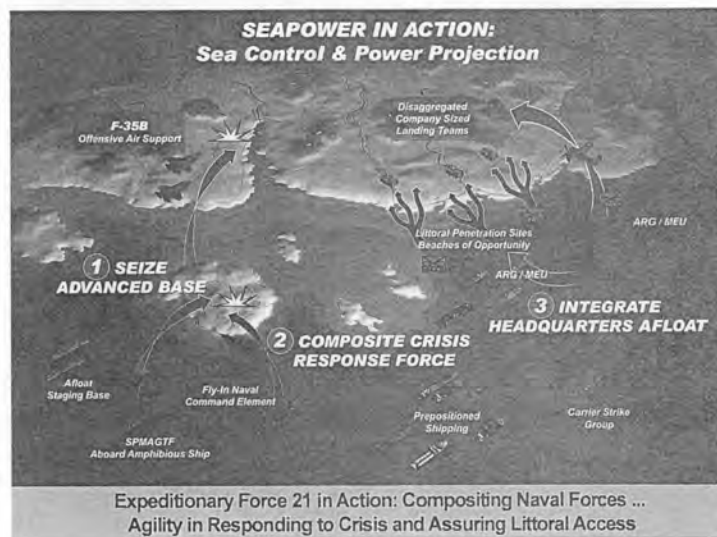 SEAPOWER IN ACTION:
Sea Control & Power Projection
F-35B
Offensive Air Support
Disaggregated
Company Sized
Landing Teams
ARG / MEU
Littoral Penetration Sites
Beaches of Opportunity
1 SEIZE
ADVANCED BASE
ARG / MEU
3 INTEGRATE
HEADQUARTERS AFLOAT
2 COMPOSITE CRISIS
RESPONSE FORCE
Afloat
Staging Base
Fly-In Naval
Command Element
Prepositioned
Shipping
Carrier Strike
Group
SPMAGTF
Aboard Amphibious Ship
Expeditionary Force 21 in Action: Compositing Naval Forces ...
Agility in Responding to Crisis and Assuring Littoral Access